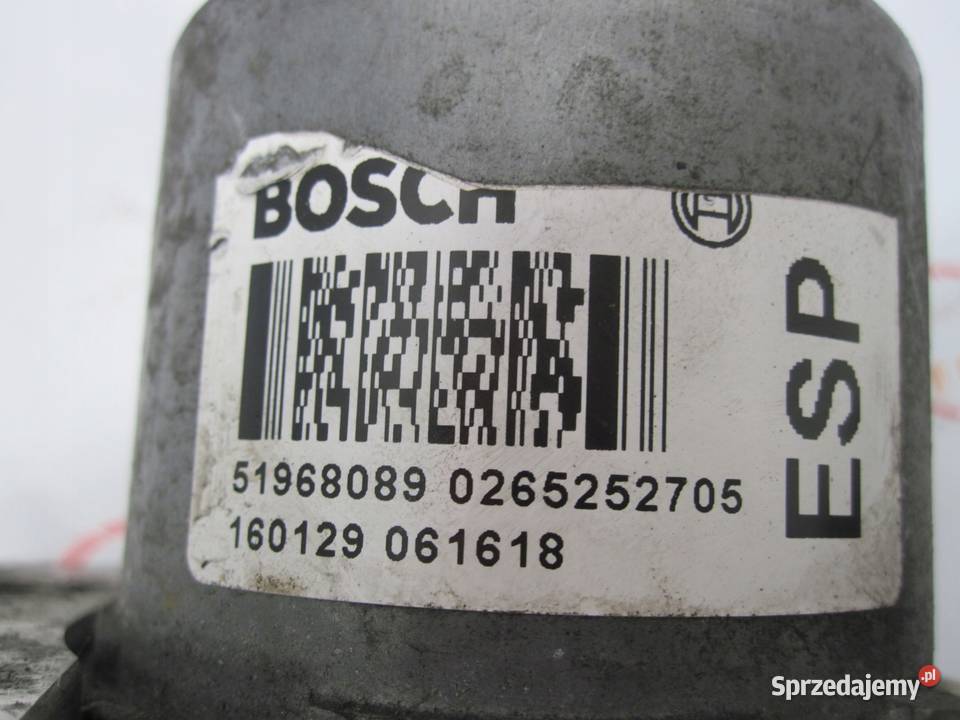 BOSCH
51968089 0265252705
160129 061618
ESP
Sprzedajemy.pl